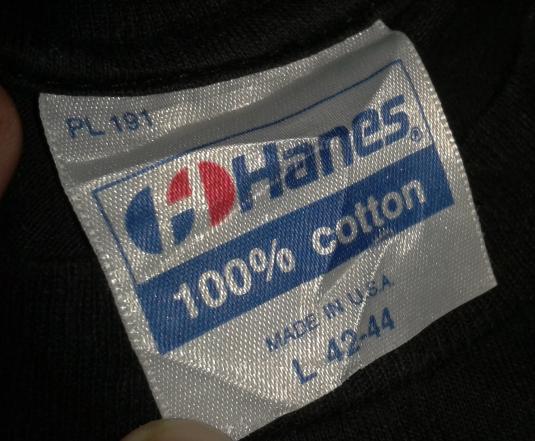 PL 191
Hanes®
100% cotton
MADE IN U.S.A.
L 42-44